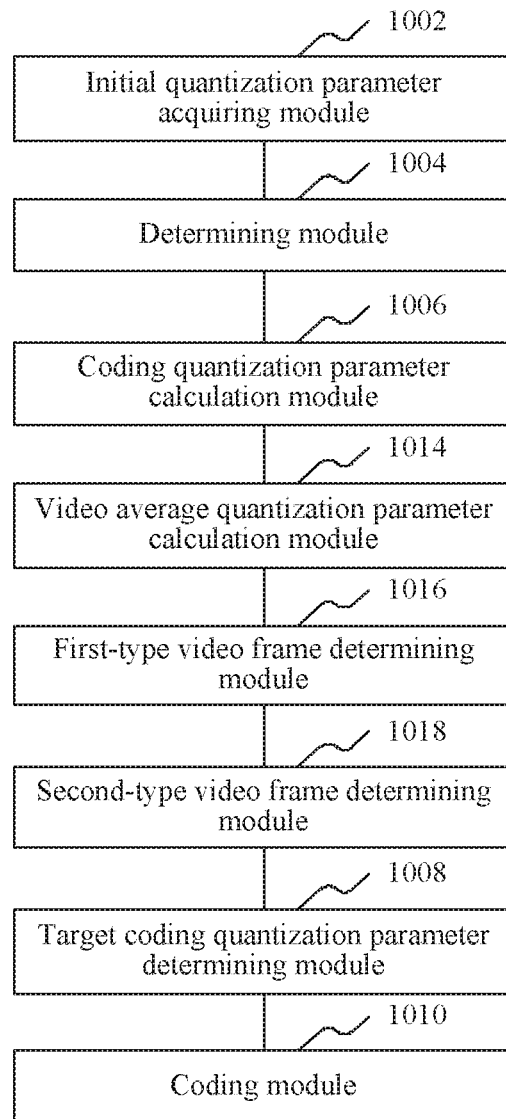 1002
Initial quantization parameter
acquiring module
1004
Determining module
1006
Coding quantization parameter
calculation module
1014
Video average quantization parameter
calculation module
1016
First-type video frame determining
module
1018
Second-type video frame determining
module
1008
Target coding quantization parameter
determining module
1010
Coding module